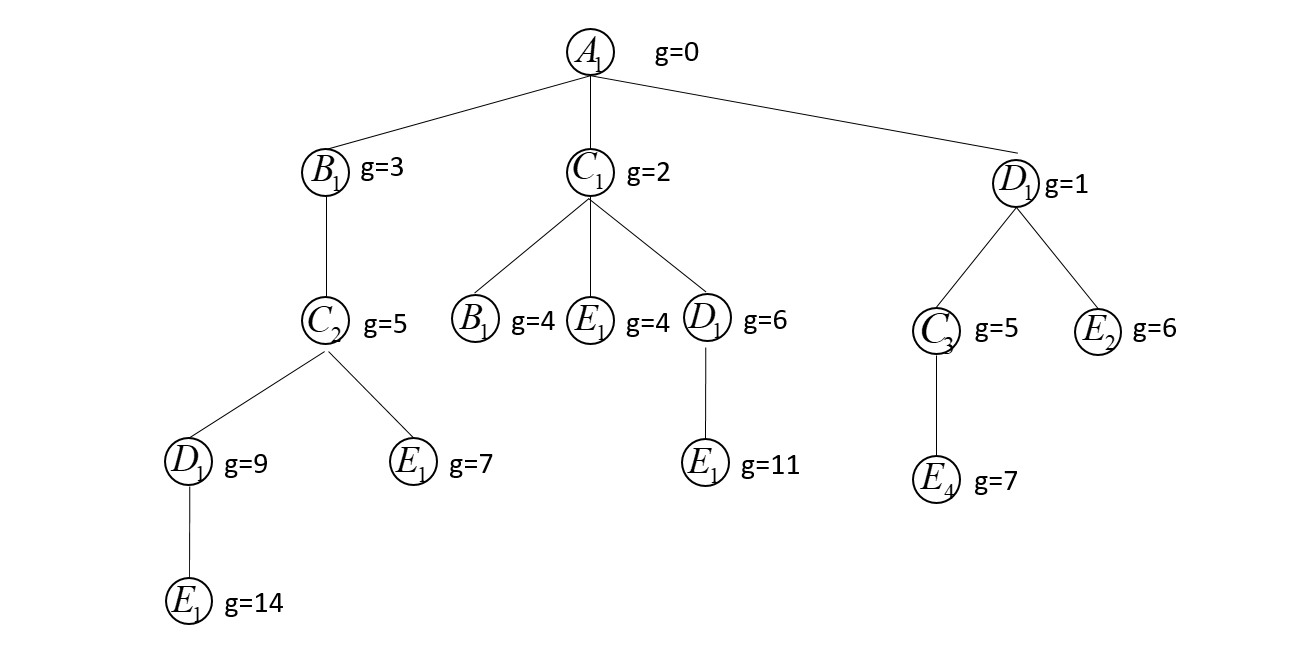 A1 g=0
B1 g=3 C1 g=2 D1 g=1
C2 g=5 B1 g=4 E1 g=4 D1 g=6 C3 g=5 E2 g=6
D1 g=9 E1 g=7 E1 g=11 E4 g=7
E1 g=14